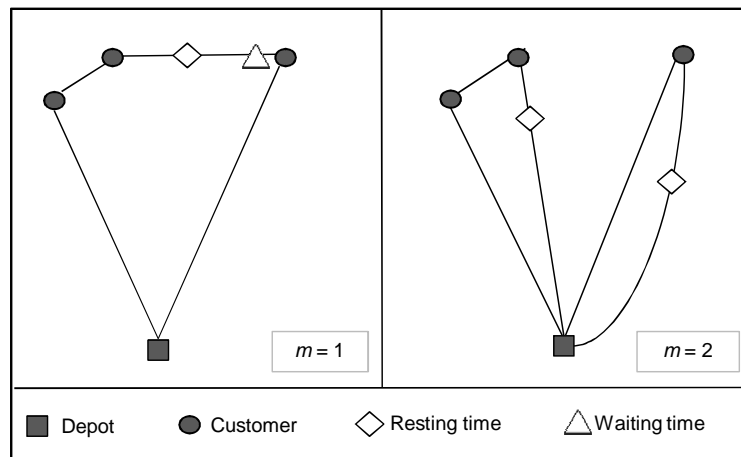 m = 1
m = 2
Depot
Customer
Resting time
Waiting time